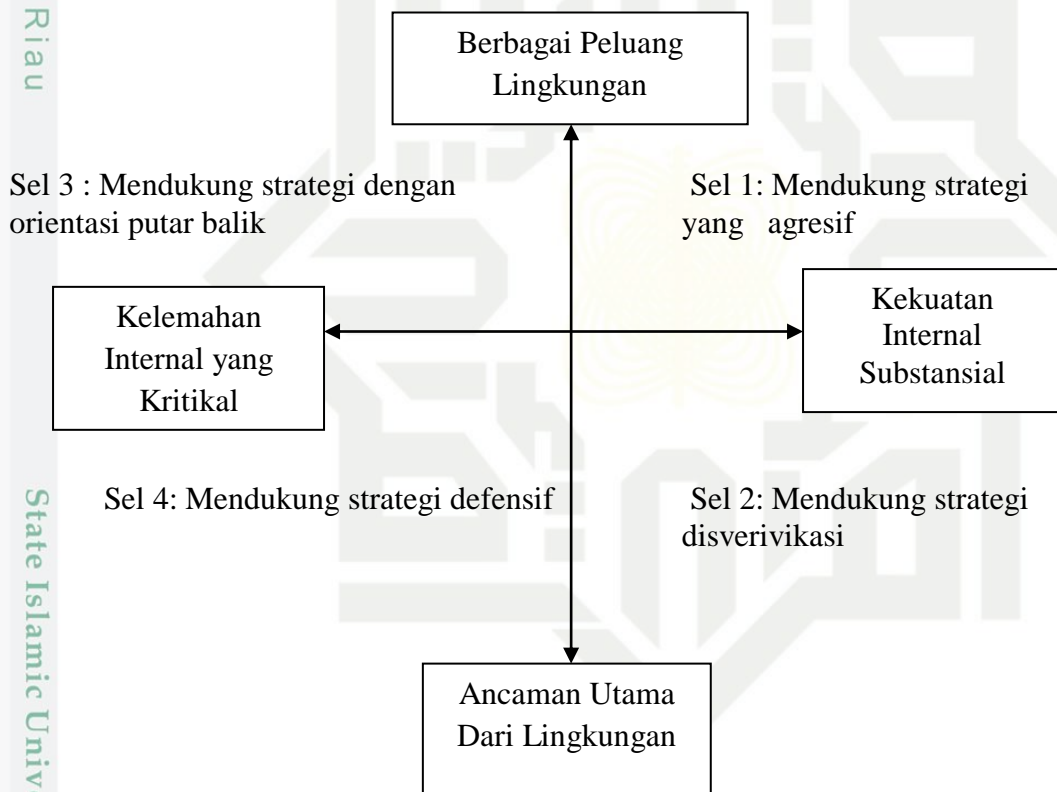 Riau
Berbagai Peluang
Lingkungan
Sel 3 : Mendukung strategi dengan
orientasi putar balik
Sel 1: Mendukung strategi
yang agresif
Kelemahan
Internal yang
Kritikal
Kekuatan
Internal
Substansial
Sel 4: Mendukung strategi defensif
Sel 2: Mendukung strategi
disverivikasi
Ancaman Utama
Dari Lingkungan
State Islamic Univ